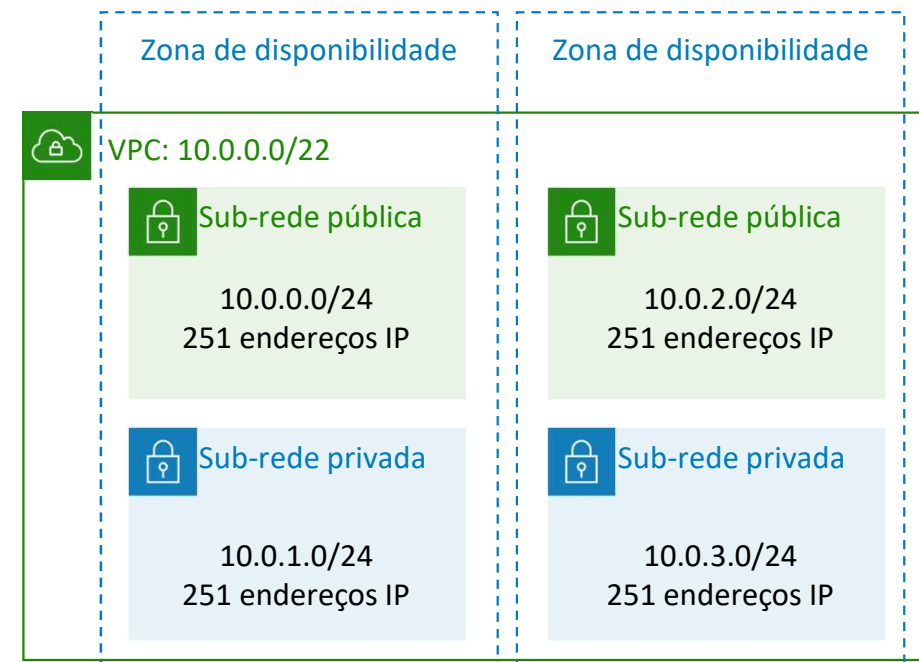 Zona de disponibilidade
Zona de disponibilidade
VPC: 10.0.0.0/22
Sub-rede pública
10.0.0.0/24
251 endereços IP
Sub-rede pública
10.0.2.0/24
251 endereços IP
Sub-rede privada
10.0.1.0/24
251 endereços IP
Sub-rede privada
10.0.3.0/24
251 endereços IP